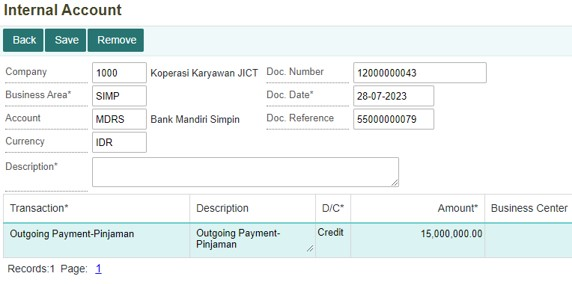 Internal Account
Back Save Remove
Company 1000 Koperasi Karyawan JICT Doc. Number 12000000043
Business Area* SIMP Doc. Date* 28-07-2023
Account MDRS Bank Mandiri Simpin Doc. Reference 55000000079
Currency IDR
Description*
Transaction* Description D/C* Amount* Business Center
Outgoing Payment-Pinjaman Outgoing Payment- Credit 15,000,000.00
Pinjaman
Records:1 Page: 1